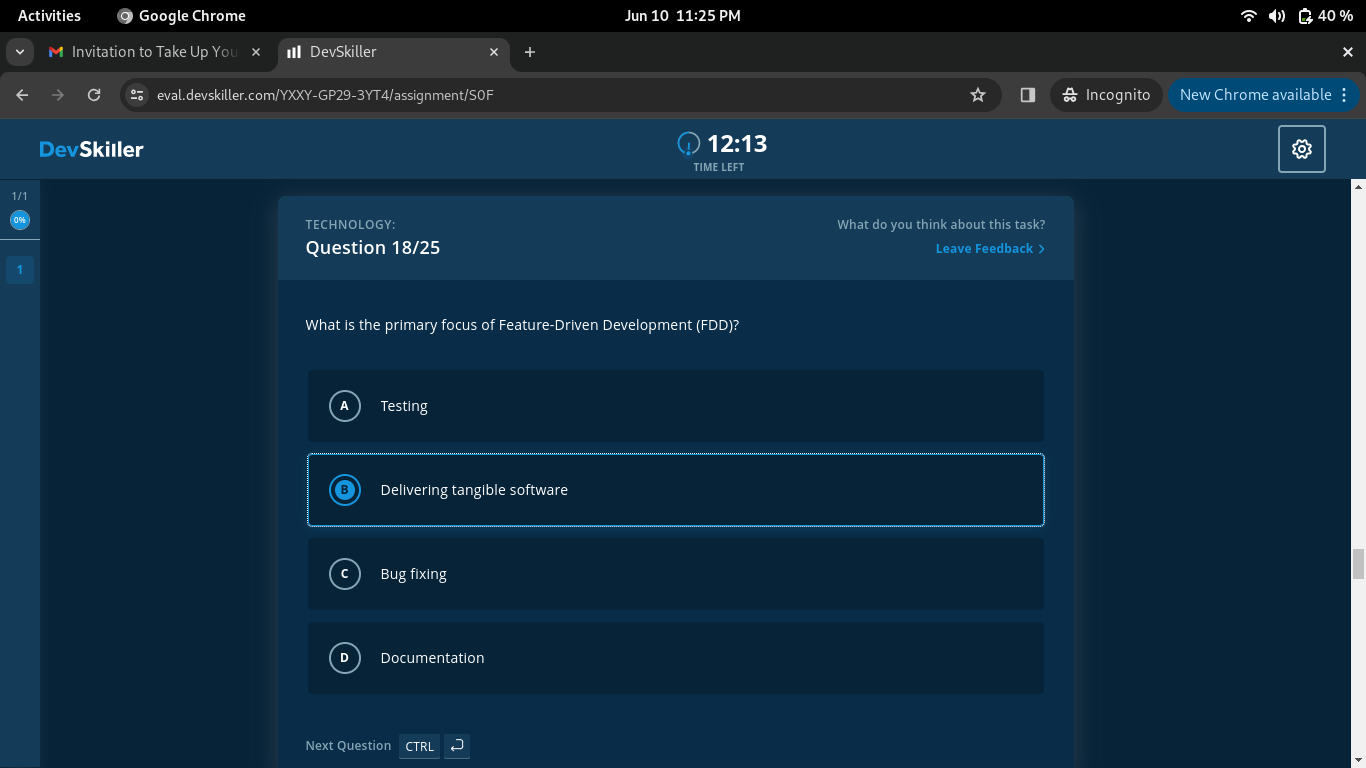 Activities
Google Chrome
Jun 10 11:25 PM
40 %
Invitation to Take Up You
DevSkiller
eval.devskiller.com/YXXY-GP29-3YT4/assignment/S0F
Incognito
New Chrome available
DevSkiller
12:13
TIME LEFT
1/1
0%
1
TECHNOLOGY:
Question 18/25
What do you think about this task?
Leave Feedback
What is the primary focus of Feature-Driven Development (FDD)?
A Testing
B Delivering tangible software
C Bug fixing
D Documentation
Next Question CTRL